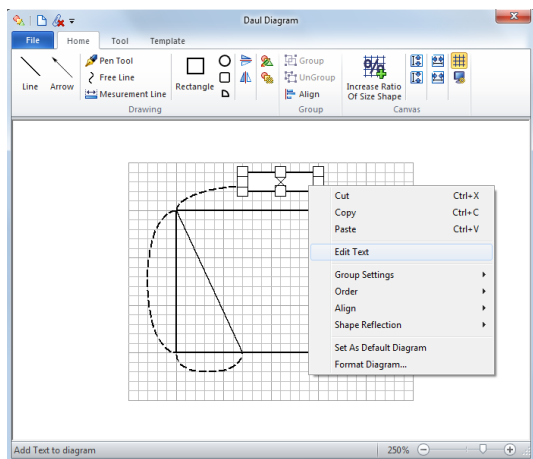 Daul Diagram
File Home Tool Template
Line
Arrow
Pen Tool
Free Line
Mesurement Line
Rectangle
Drawing
Group
UnGroup
Align
Group
Increase Ratio
Of Size Shape
Canvas
Cut Ctrl+X
Copy Ctrl+C
Paste Ctrl+V
Edit Text
Group Settings
Order
Align
Shape Reflection
Set As Default Diagram
Format Diagram...
Add Text to diagram
250%